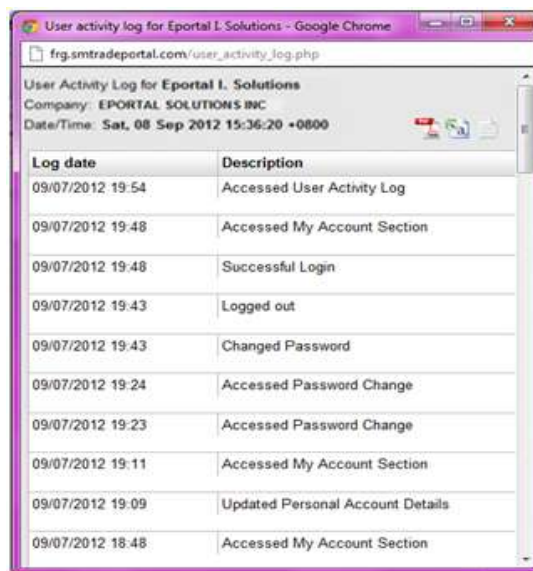 User activity log for Eportal I. Solutions - Google Chrome
frg.smtradeportal.com/user_activity_log.php
User Activity Log for Eportal I. Solutions
Company: EPORTAL SOLUTIONS INC
Date/Time: Sat, 08 Sep 2012 15:36:20 +0800
Log date Description
09/07/2012 19:54 Accessed User Activity Log
09/07/2012 19:48 Accessed My Account Section
09/07/2012 19:48 Successful Login
09/07/2012 19:43 Logged out
09/07/2012 19:43 Changed Password
09/07/2012 19:24 Accessed Password Change
09/07/2012 19:23 Accessed Password Change
09/07/2012 19:11 Accessed My Account Section
09/07/2012 19:09 Updated Personal Account Details
09/07/2012 18:48 Accessed My Account Section